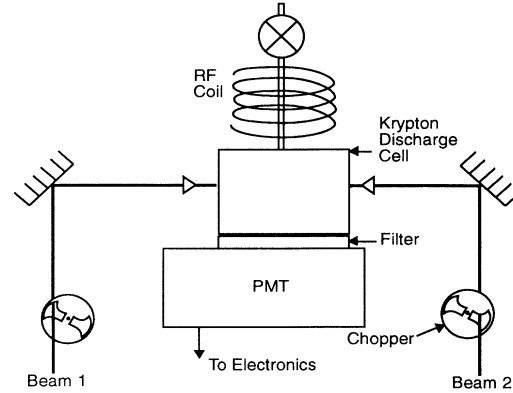 RF
Coil
Krypton
Discharge
Cell
Filter
PMT
Chopper
To Electronics
Beam 1
Beam 2